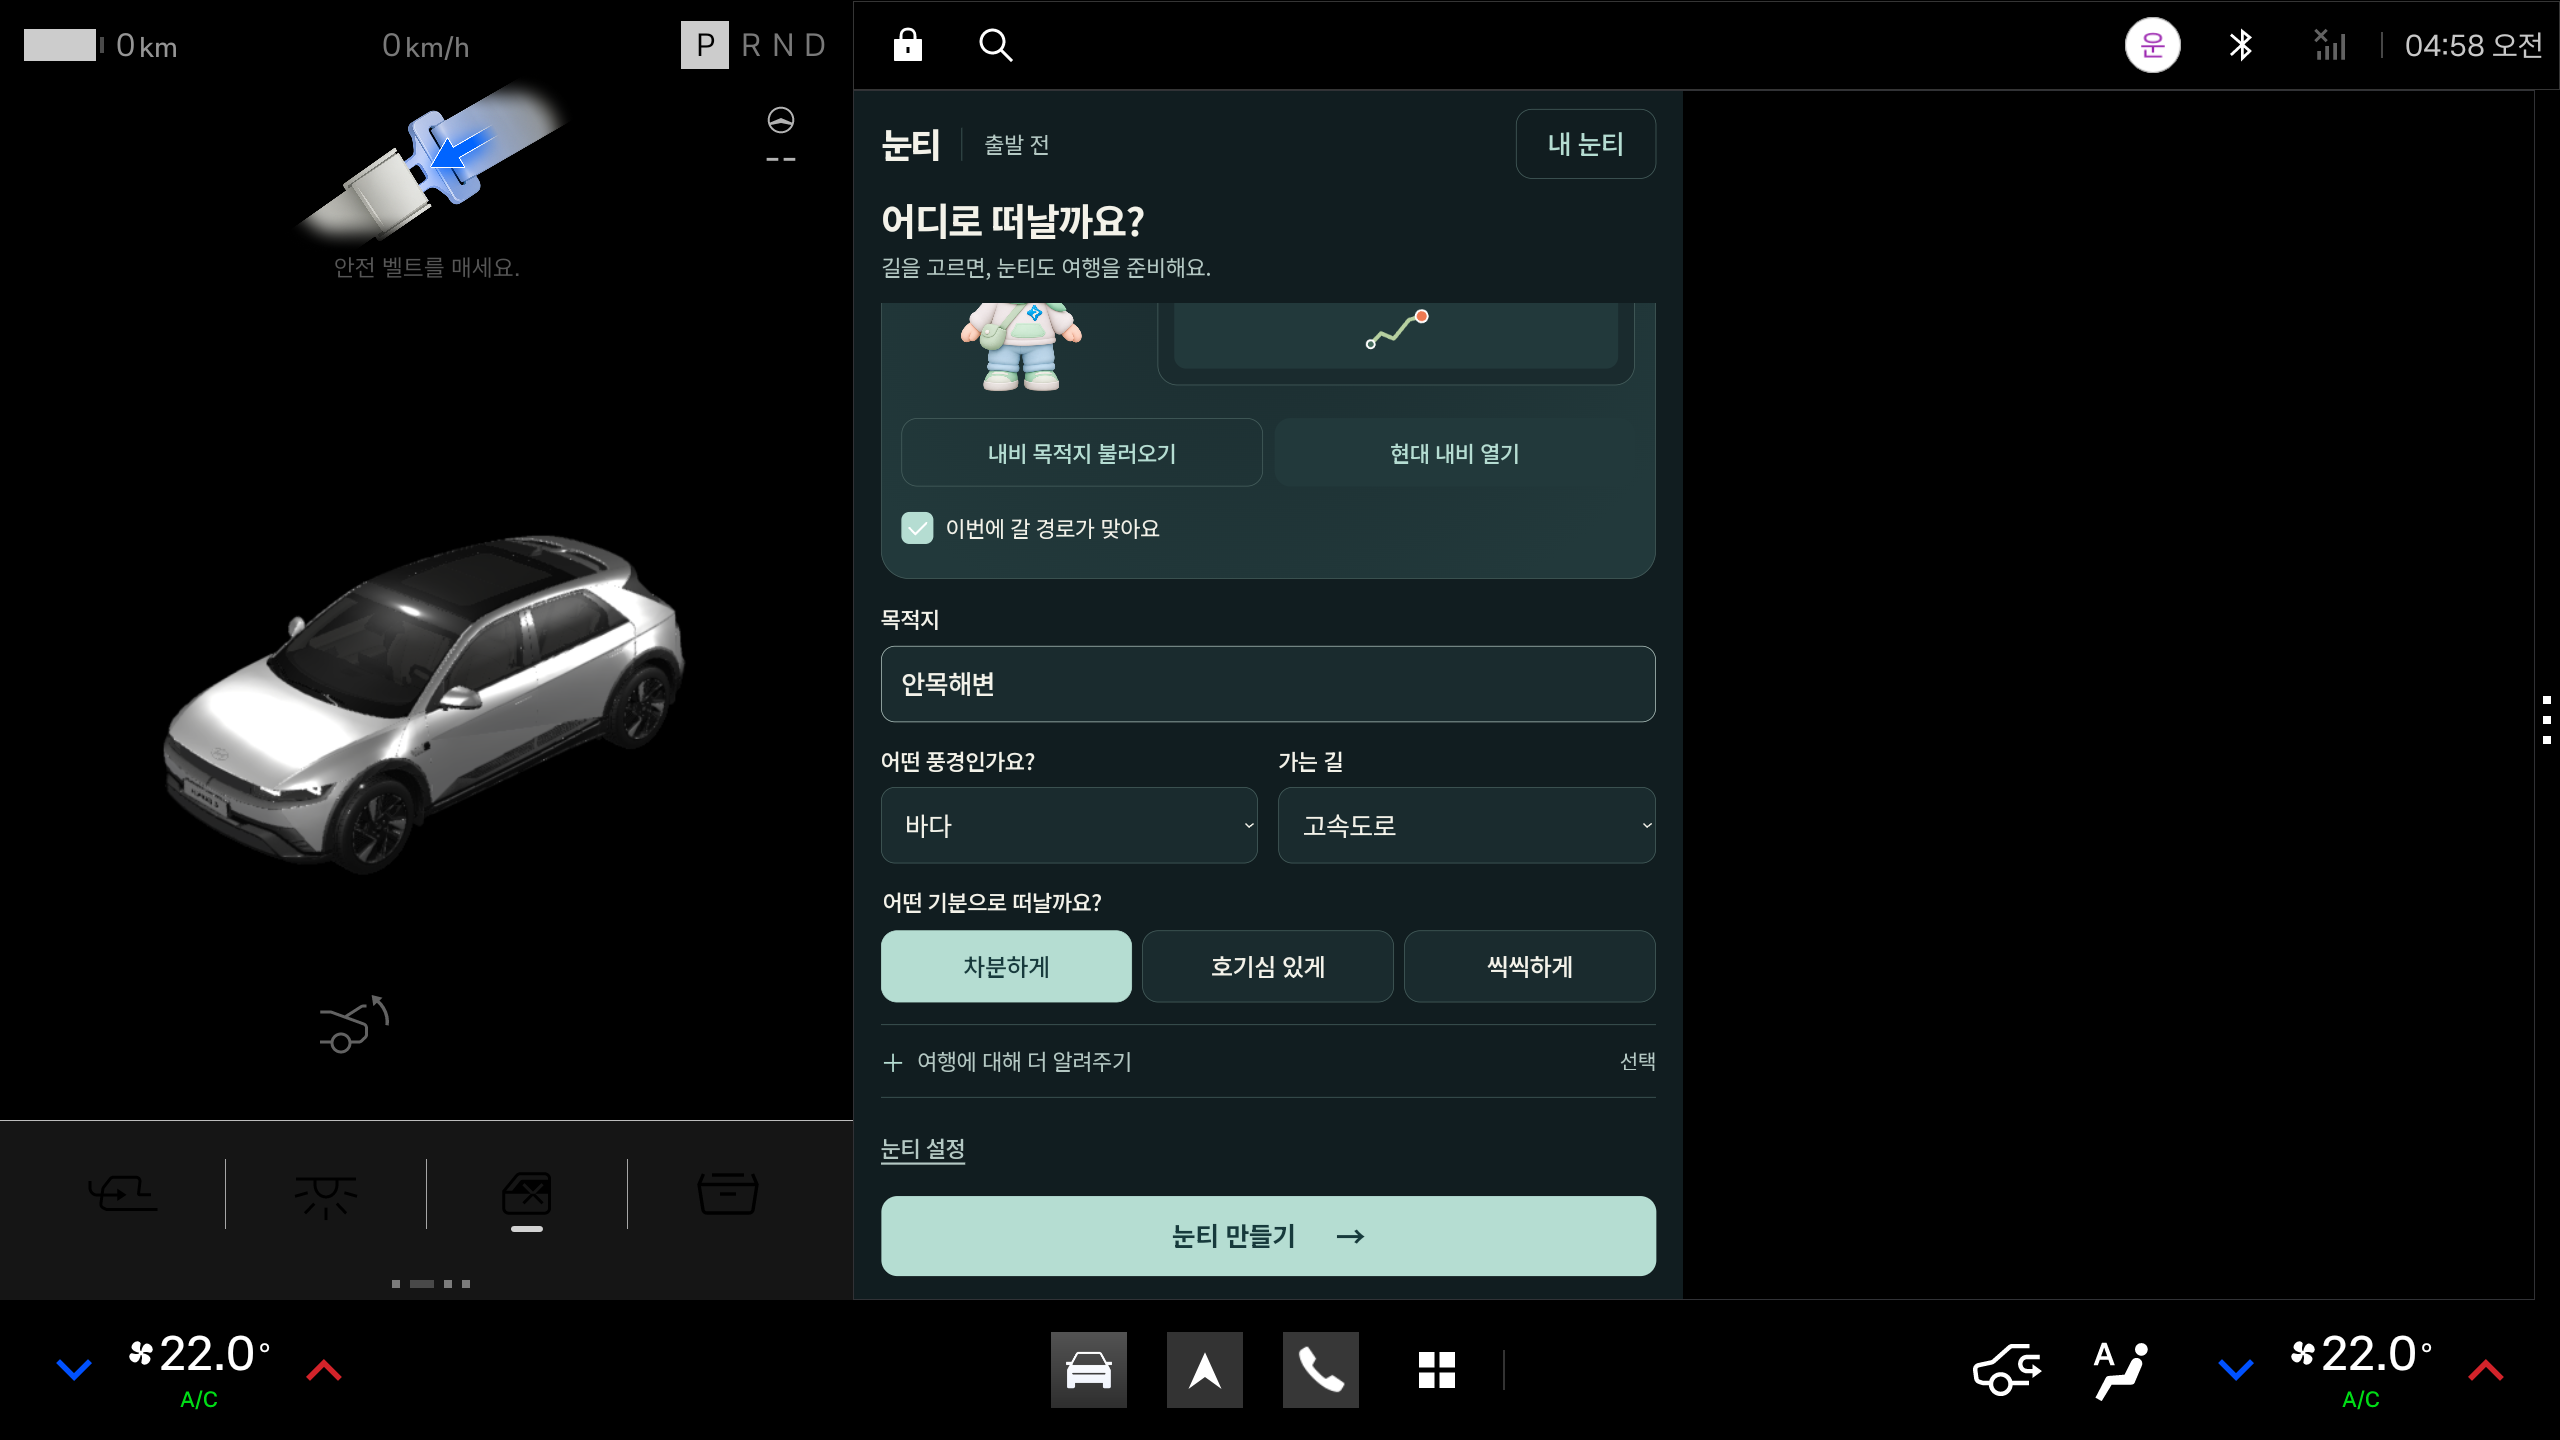 0 km
0 km/h
P R N D
운
04:58 오전
안전 벨트를 매세요.
눈티
출발 전
내 눈티
어디로 떠날까요?
길을 고르면, 눈티도 여행을 준비해요.
내비 목적지 불러오기
현대 내비 열기
이번에 갈 경로가 맞아요
목적지
안목해변
어떤 풍경인가요?
가는 길
바다
고속도로
어떤 기분으로 떠날까요?
차분하게
호기심 있게
씩씩하게
여행에 대해 더 알려주기
선택
눈티 설정
눈티 만들기 →
22.0°
A/C
A
22.0°
A/C